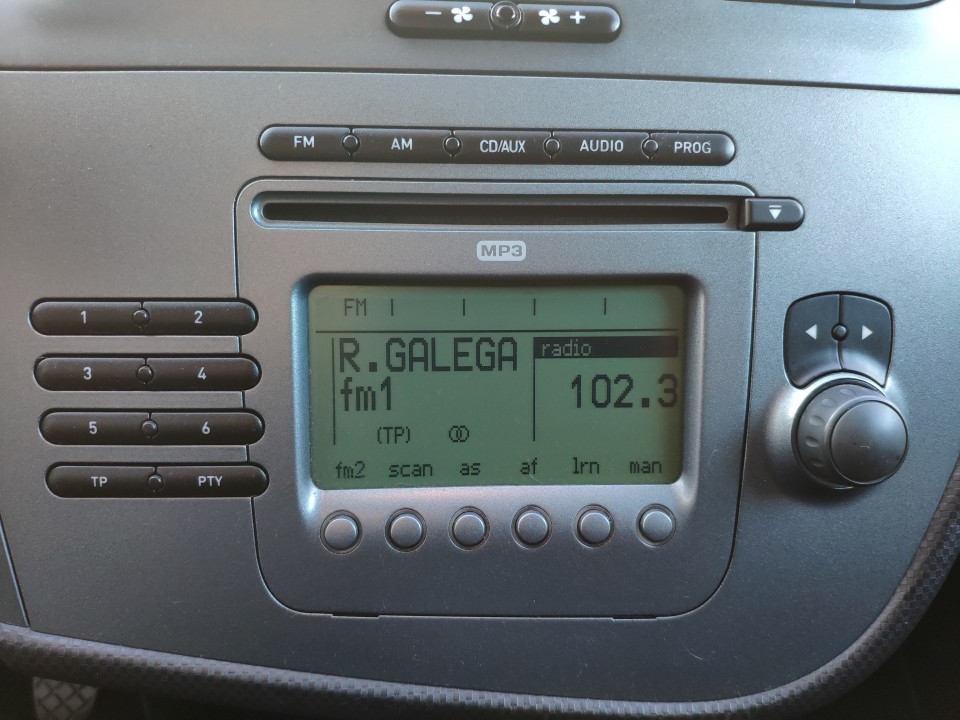 − +
FM AM CD/AUX AUDIO PROG
MP3
FM
R.GALEGA radio
fm1 102.3
(TP)
fm2 scan as af lrn man
1 2
3 4
5 6
TP PTY